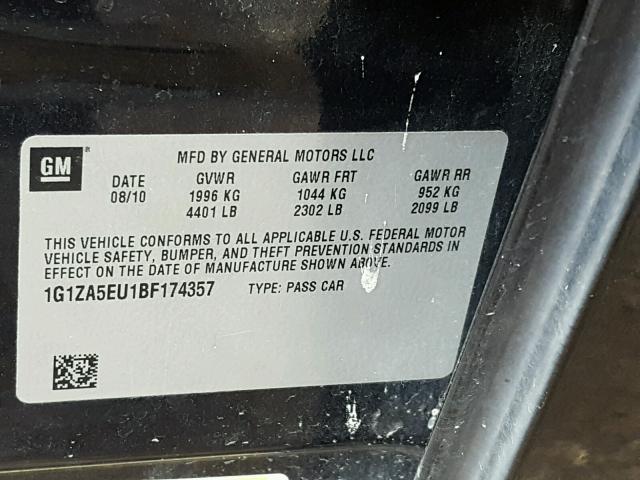 GM ® MFD BY GENERAL MOTORS LLC
DATE GVWR GAWR FRT GAWR RR
08/10 1996 KG 1044 KG 952 KG
4401 LB 2302 LB 2099 LB
THIS VEHICLE CONFORMS TO ALL APPLICABLE U.S. FEDERAL MOTOR
VEHICLE SAFETY, BUMPER, AND THEFT PREVENTION STANDARDS IN
EFFECT ON THE DATE OF MANUFACTURE SHOWN ABOVE.
1G1ZA5EU1BF174357 TYPE: PASS CAR